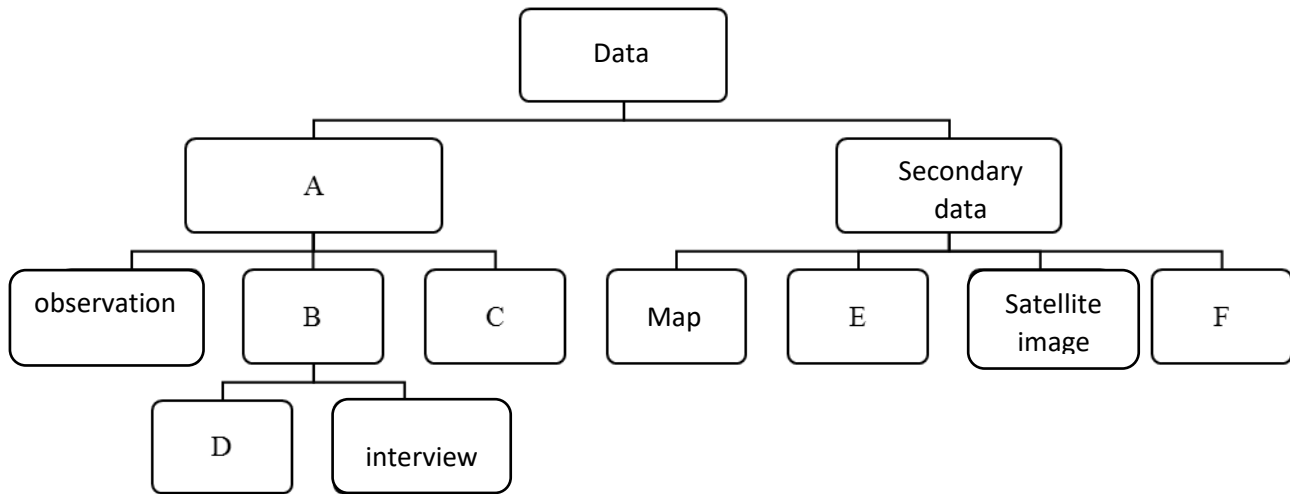 Data
A
Secondary
data
observation
B
C
Map
E
Satellite
image
F
D
interview